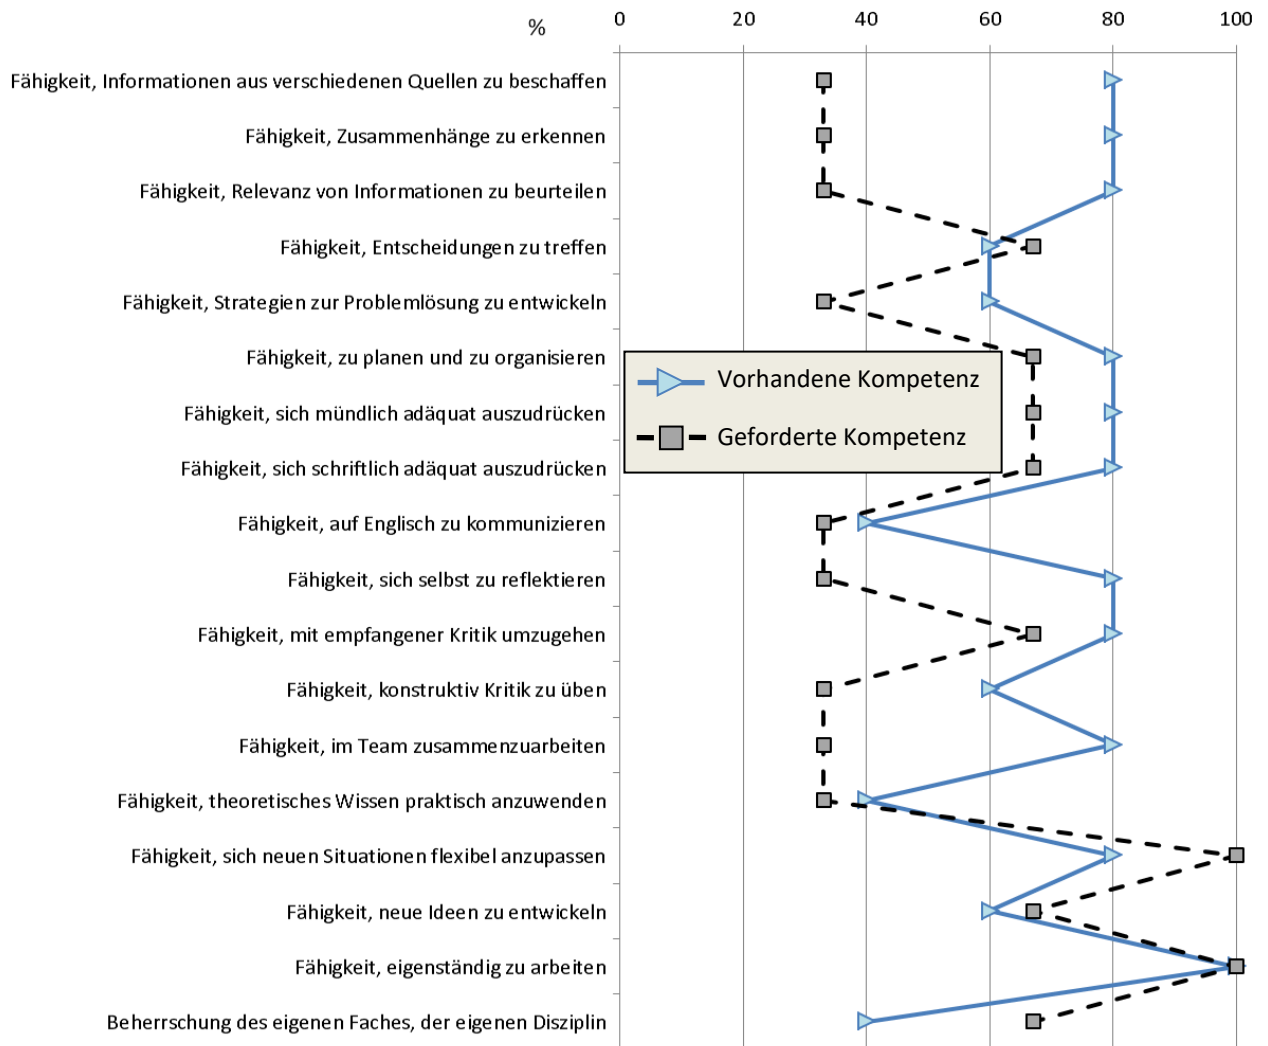 % 0 20 40 60 80 100
Fähigkeit, Informationen aus verschiedenen Quellen zu beschaffen
Fähigkeit, Zusammenhänge zu erkennen
Fähigkeit, Relevanz von Informationen zu beurteilen
Fähigkeit, Entscheidungen zu treffen
Fähigkeit, Strategien zur Problemlösung zu entwickeln
Fähigkeit, zu planen und zu organisieren
Vorhandene Kompetenz
Fähigkeit, sich mündlich adäquat auszudrücken
Geforderte Kompetenz
Fähigkeit, sich schriftlich adäquat auszudrücken
Fähigkeit, auf Englisch zu kommunizieren
Fähigkeit, sich selbst zu reflektieren
Fähigkeit, mit empfangener Kritik umzugehen
Fähigkeit, konstruktiv Kritik zu üben
Fähigkeit, im Team zusammenzuarbeiten
Fähigkeit, theoretisches Wissen praktisch anzuwenden
Fähigkeit, sich neuen Situationen flexibel anzupassen
Fähigkeit, neue Ideen zu entwickeln
Fähigkeit, eigenständig zu arbeiten
Beherrschung des eigenen Faches, der eigenen Disziplin